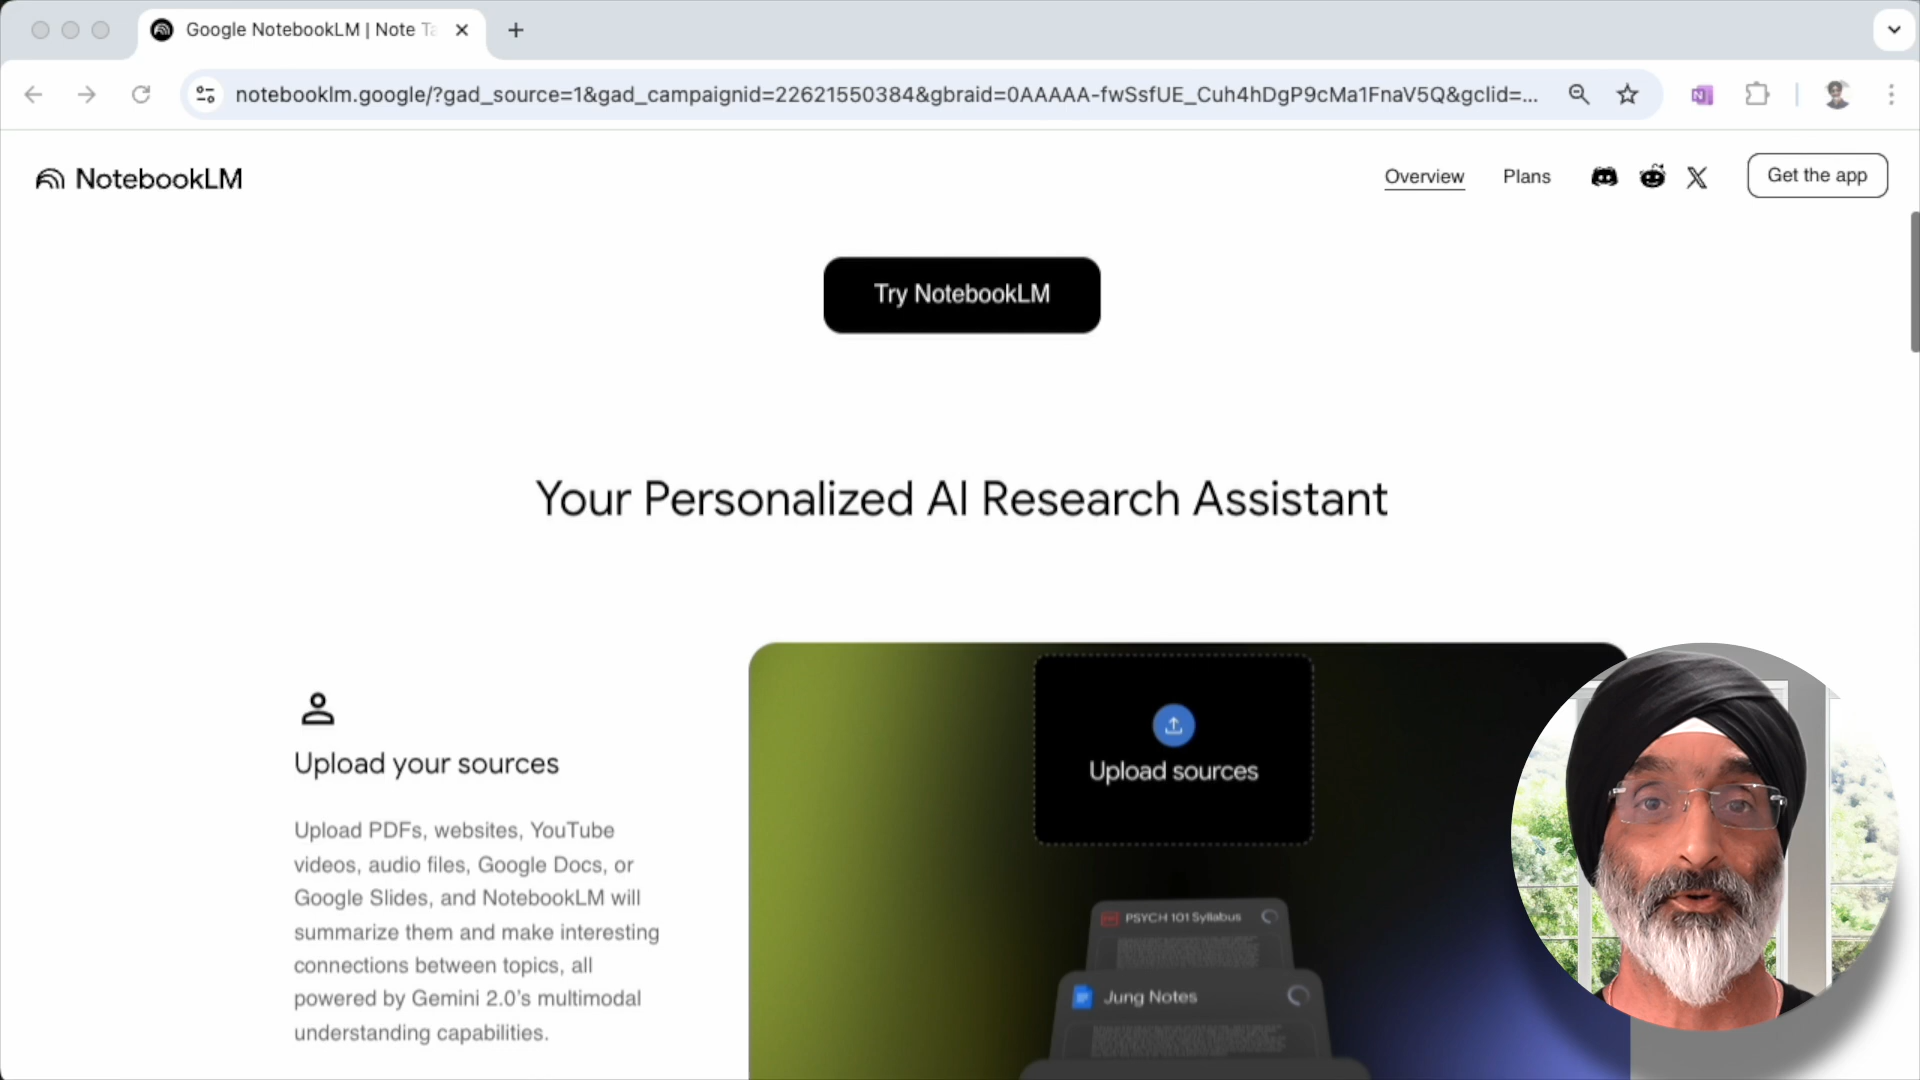 Google NotebookLM | Note Ta
notebooklm.google/?gad_source=1&gad_campaignid=22621550384&gbraid=0AAAAA-fwSsfUE_Cuh4hDgP9cMa1FnaV5Q&gclid=...
NotebookLM
Overview
Plans
Get the app
Try NotebookLM
Your Personalized AI Research Assistant
Upload your sources
Upload PDFs, websites, YouTube
videos, audio files, Google Docs, or
Google Slides, and NotebookLM will
summarize them and make interesting
connections between topics, all
powered by Gemini 2.0's multimodal
understanding capabilities.
Upload sources
PSYCH 101 Syllabus
Jung Notes